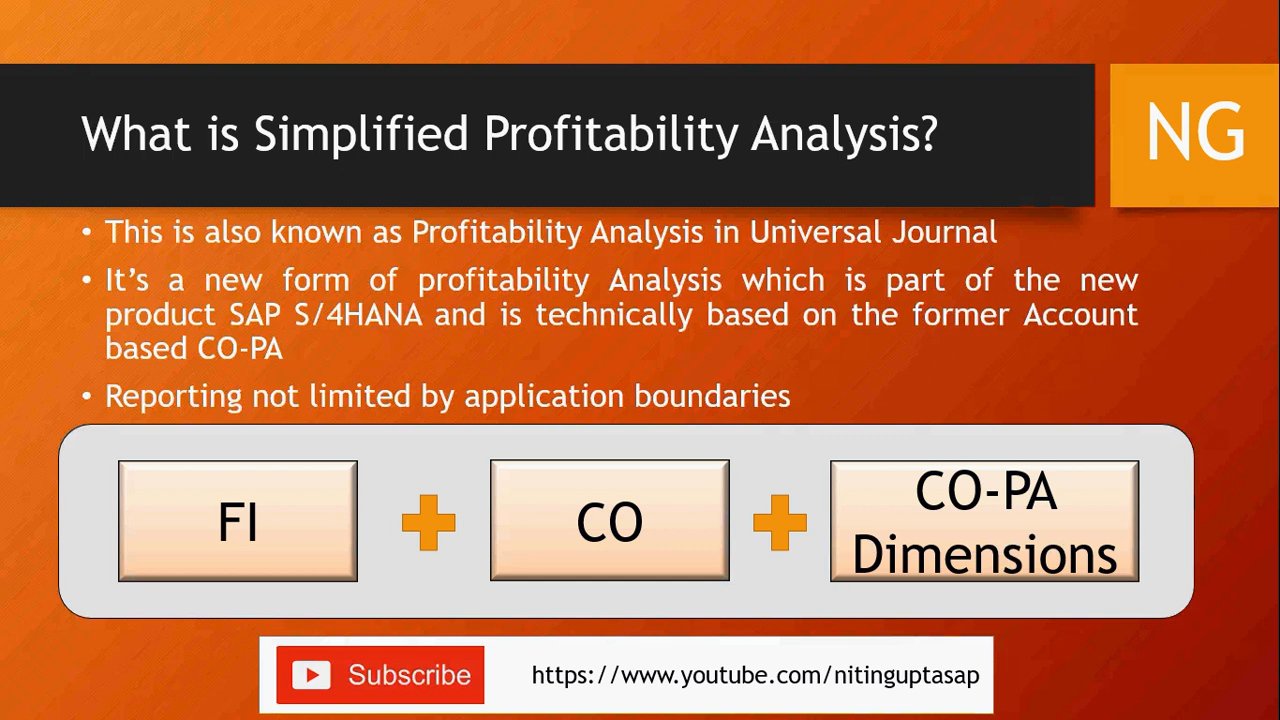 What is Simplified Profitability Analysis?
NG
• This is also known as Profitability Analysis in Universal Journal
• It’s a new form of profitability Analysis which is part of the new
product SAP S/4HANA and is technically based on the former Account
based CO-PA
• Reporting not limited by application boundaries
FI
CO
CO-PA
Dimensions
Subscribe
https://www.youtube.com/nitinguptasap